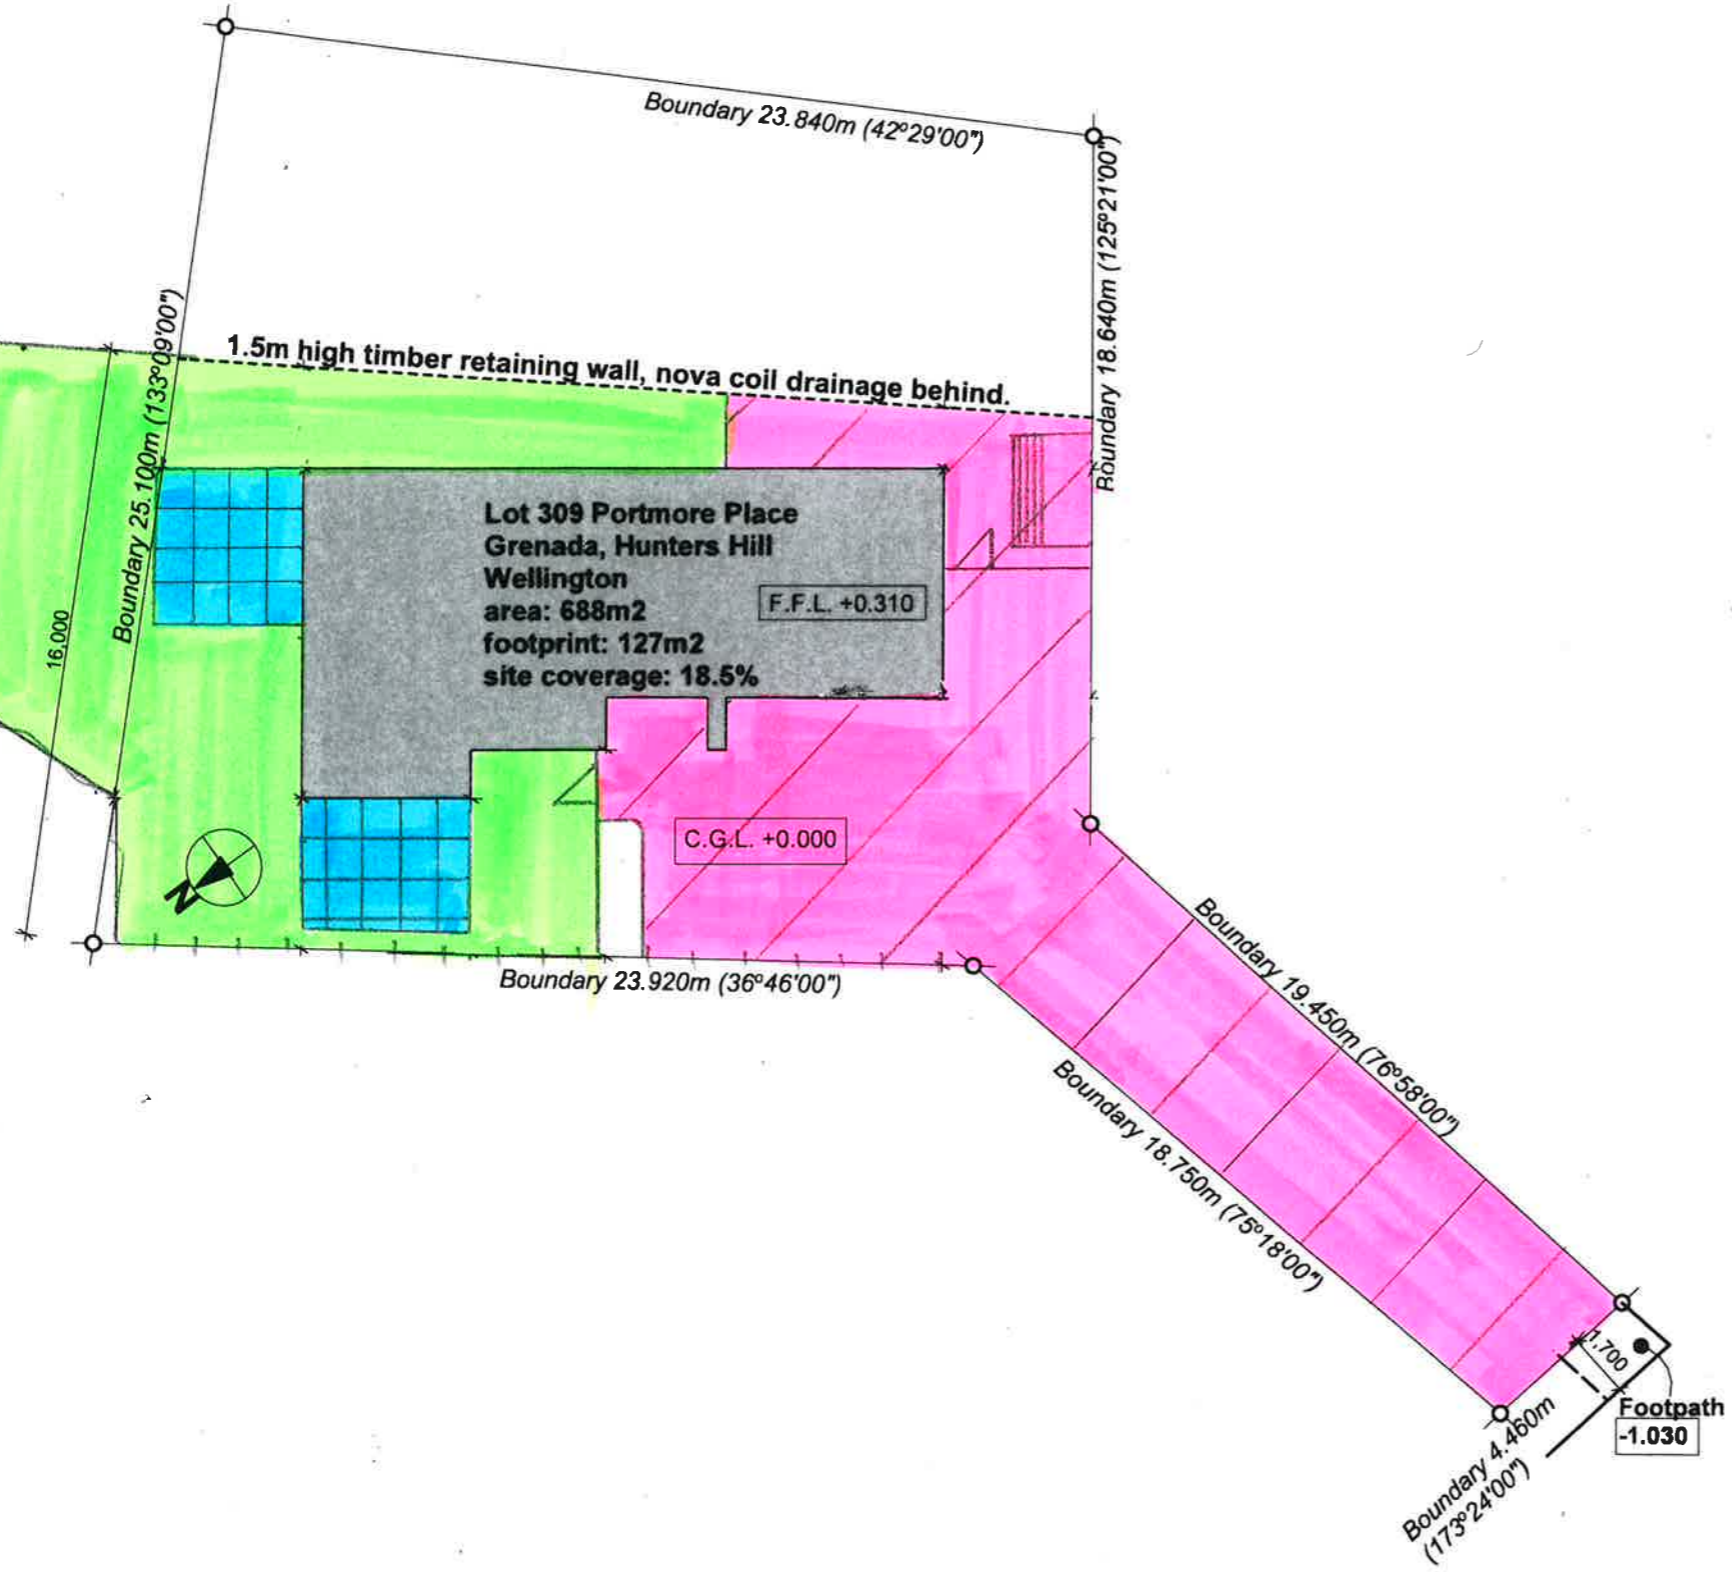 Boundary 23.840m (42°29'00")
Boundary 18.640m (125°21'00")
1.5m high timber retaining wall, nova coil drainage behind.
Boundary 25.100m (133°09'00")
16,000
Lot 309 Portmore Place
Grenada, Hunters Hill
Wellington
area: 688m2
footprint: 127m2
site coverage: 18.5%
F.F.L. +0.310
C.G.L. +0.000
N
Boundary 23.920m (36°46'00")
Boundary 19.450m (76°58'00")
Boundary 18.750m (75°18'00")
1,700
Footpath
-1.030
Boundary 4.460m
(173°24'00")